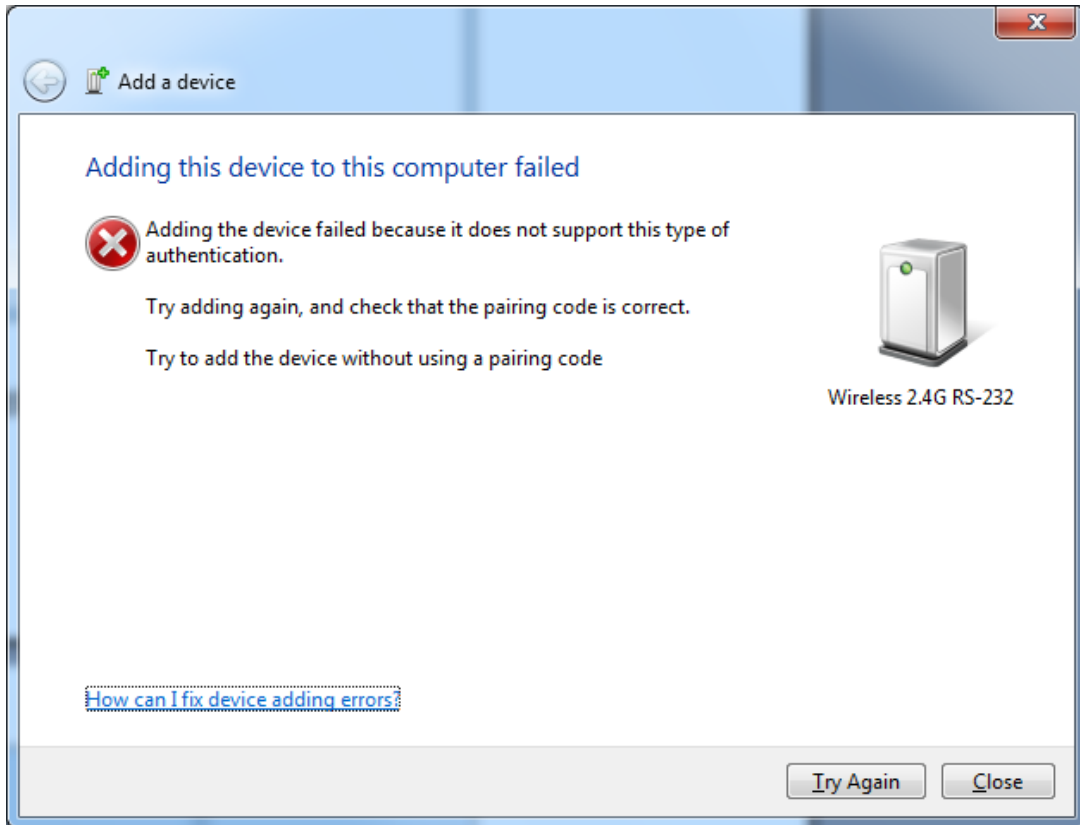 Add a device
Adding this device to this computer failed
Adding the device failed because it does not support this type of
authentication.
Try adding again, and check that the pairing code is correct.
Try to add the device without using a pairing code
Wireless 2.4G RS-232
How can I fix device adding errors?
Try Again
Close